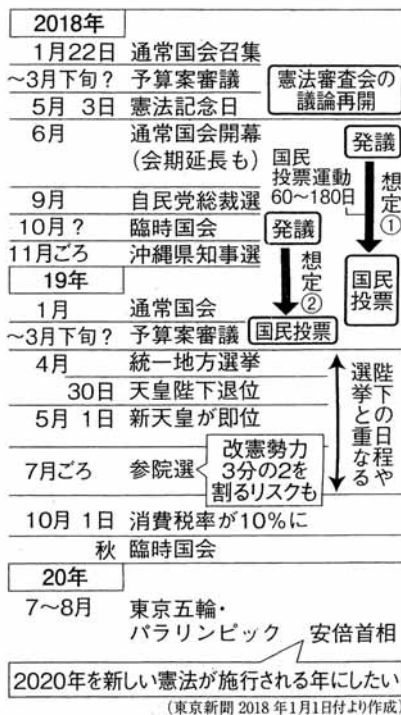 2018年
1月22日 通常国会召集
～3月下旬？ 予算案審議
憲法審査会の
議論再開
5月 3日 憲法記念日
6月 通常国会開幕
(会期延長も)
発議
国民
投票運動
60～180日
想定①
国民
投票
9月 自民党総裁選
10月？ 臨時国会
発議
11月ごろ 沖縄県知事選
想定②
19年
1月 通常国会
～3月下旬？ 予算案審議
国民投票
4月 統一地方選挙
30日 天皇陛下退位
5月 1日 新天皇が即位
陛下の日程や
選挙と重なる
7月ごろ 参院選
改憲勢力
3分の2を
割るリスクも
10月 1日 消費税率が10%に
秋 臨時国会
20年
7～8月 東京五輪・
パラリンピック
安倍首相
2020年を新しい憲法が施行される年にしたい
(東京新聞 2018年1月1日付より作成)